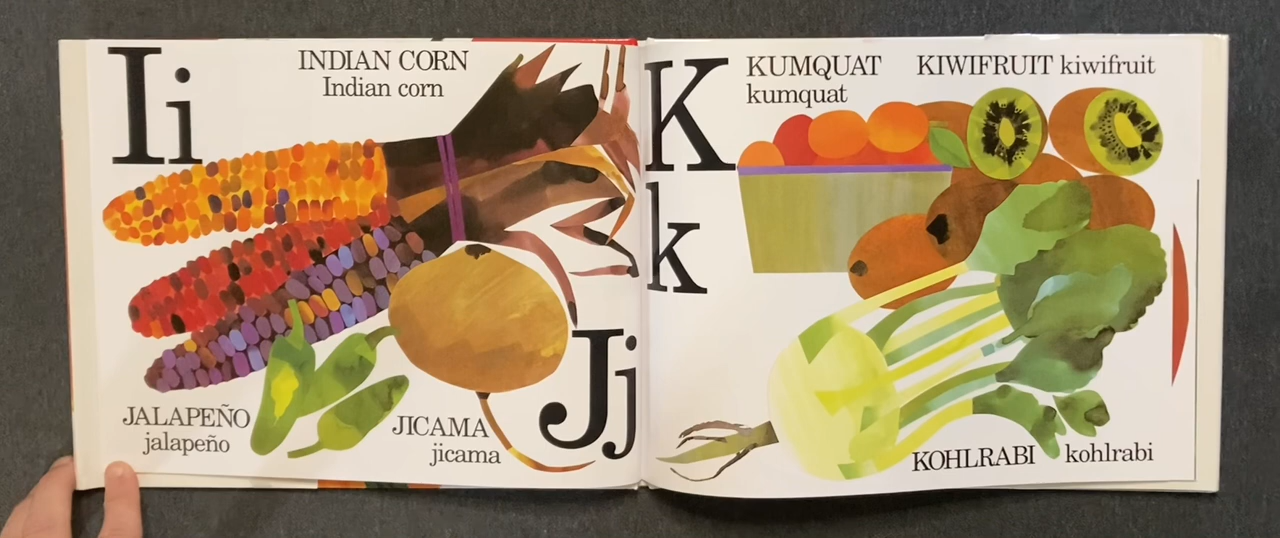 Ii
INDIAN CORN
Indian corn
JALAPEÑO
jalapeño
JICAMA
jicama
Jj
K
k
KUMQUAT
kumquat
KIWIFRUIT kiwifruit
KOHLRABI kohlrabi